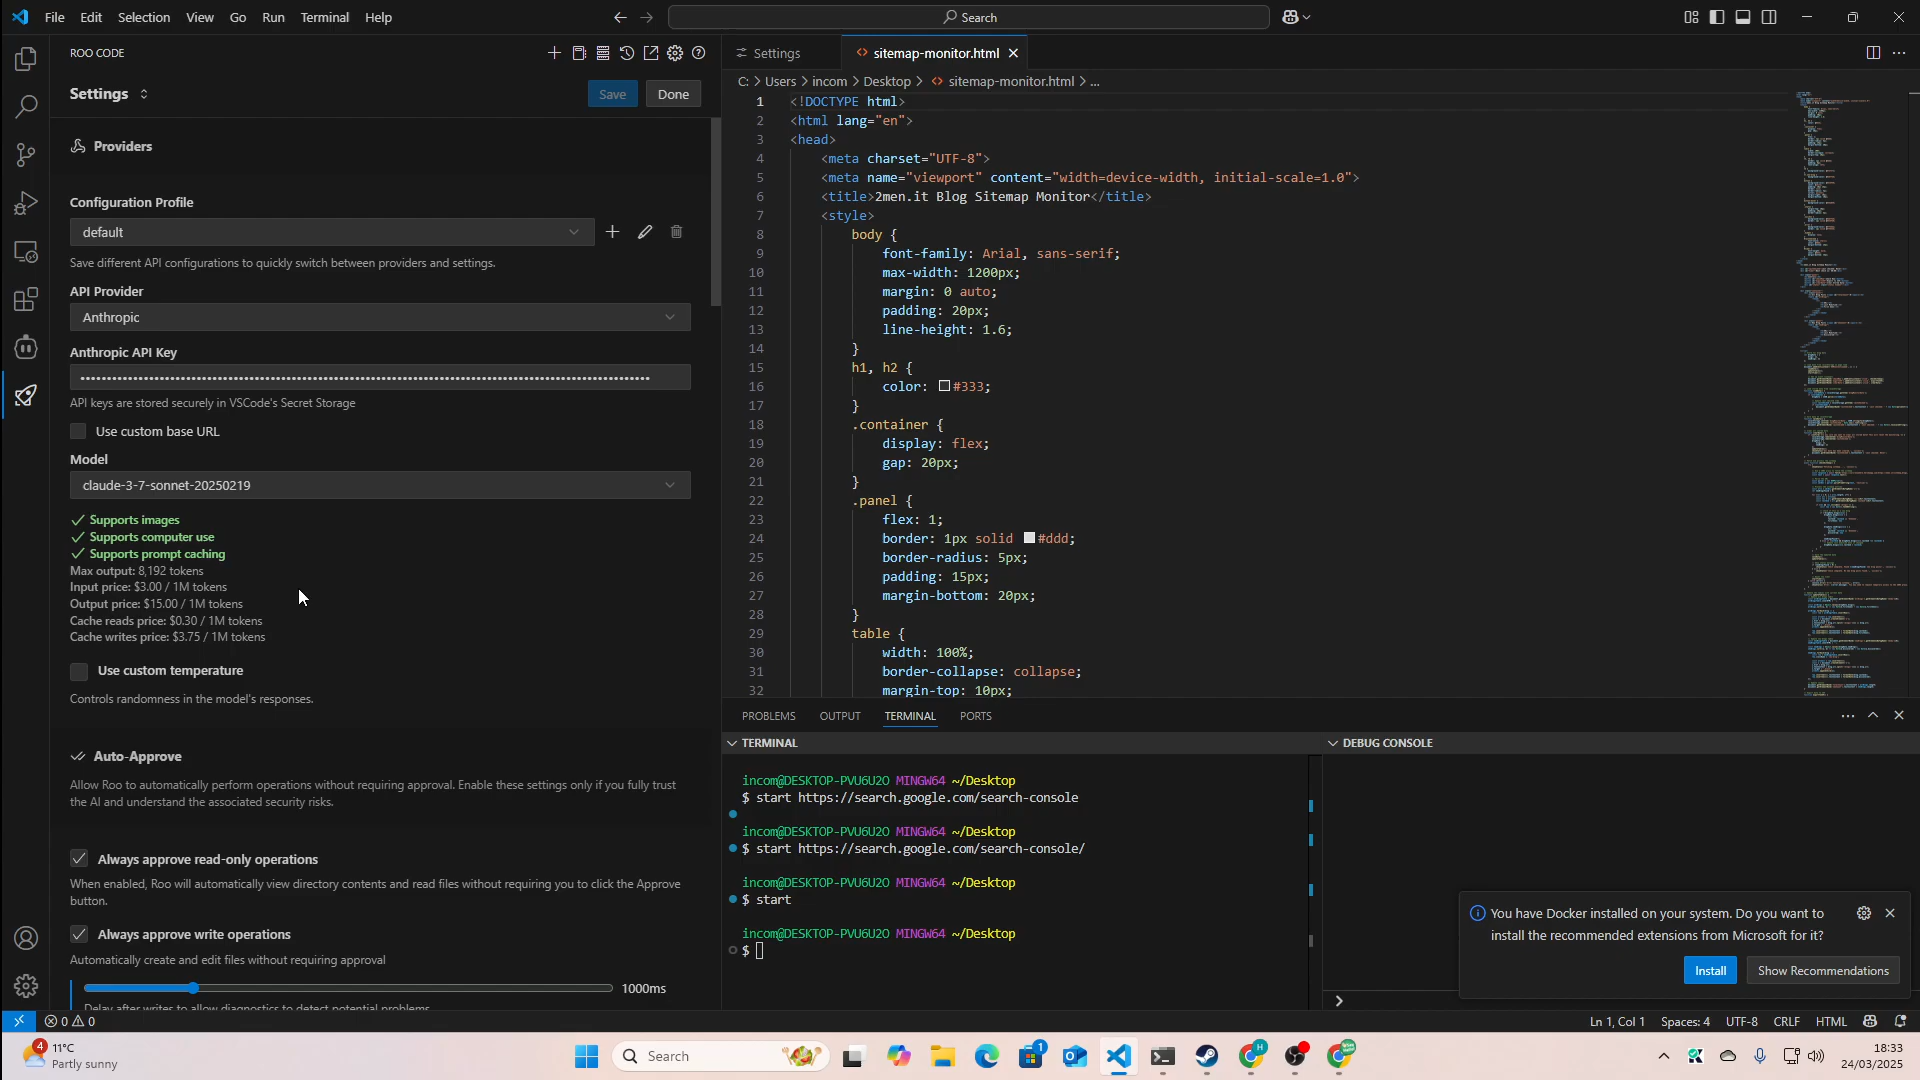 File Edit Selection View Go Run Terminal Help
Search
ROO CODE
Settings
Save
Done
Providers
Configuration Profile
default
Save different API configurations to quickly switch between providers and settings.
API Provider
Anthropic
Anthropic API Key
API keys are stored securely in VSCode's Secret Storage
Use custom base URL
Model
claude-3-7-sonnet-20250219
Supports images
Supports computer use
Supports prompt caching
Max output: 8,192 tokens
Input price: $3.00 / 1M tokens
Output price: $15.00 / 1M tokens
Cache reads price: $0.30 / 1M tokens
Cache writes price: $3.75 / 1M tokens
Use custom temperature
Controls randomness in the model's responses.
Auto-Approve
Allow Roo to automatically perform operations without requiring approval. Enable these settings only if you fully trust
the AI and understand the associated security risks.
Always approve read-only operations
When enabled, Roo will automatically view directory contents and read files without requiring you to click the Approve
button.
Always approve write operations
Automatically create and edit files without requiring approval
1000ms
Delay after writes to allow diagnostics to detect potential problems
Settings
sitemap-monitor.html
C: > Users > incom > Desktop > sitemap-monitor.html > ...
1 <!DOCTYPE html>
2 <html lang="en">
3 <head>
4 <meta charset="UTF-8">
5 <meta name="viewport" content="width=device-width, initial-scale=1.0">
6 <title>2men.it Blog Sitemap Monitor</title>
7 <style>
8 body {
9 font-family: Arial, sans-serif;
10 max-width: 1200px;
11 margin: 0 auto;
12 padding: 20px;
13 line-height: 1.6;
14 }
15 h1, h2 {
16 color: #333;
17 }
18 .container {
19 display: flex;
20 gap: 20px;
21 }
22 .panel {
23 flex: 1;
24 border: 1px solid #ddd;
25 border-radius: 5px;
26 padding: 15px;
27 margin-bottom: 20px;
28 }
29 table {
30 width: 100%;
31 border-collapse: collapse;
32 margin-top: 10px;
PROBLEMS OUTPUT TERMINAL PORTS
TERMINAL
incom@DESKTOP-PVU6U2O MINGW64 ~/Desktop
$ start https://search.google.com/search-console
incom@DESKTOP-PVU6U2O MINGW64 ~/Desktop
$ start https://search.google.com/search-console/
incom@DESKTOP-PVU6U2O MINGW64 ~/Desktop
$ start
incom@DESKTOP-PVU6U2O MINGW64 ~/Desktop
$
DEBUG CONSOLE
You have Docker installed on your system. Do you want to
install the recommended extensions from Microsoft for it?
Install
Show Recommendations
0 0
Ln 1, Col 1 Spaces: 4 UTF-8 CRLF HTML
4
11°C
Partly sunny
Search
1
H
18:33
24/03/2025